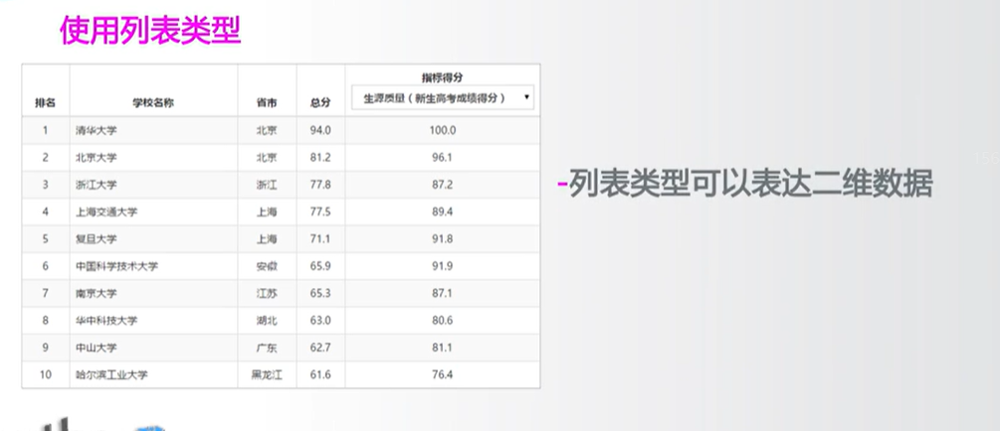 使用列表类型
指标得分
排名 学校名称 省市 总分 生源质量（新生高考成绩得分）
1 清华大学 北京 94.0 100.0
2 北京大学 北京 81.2 96.1
3 浙江大学 浙江 77.8 87.2
4 上海交通大学 上海 77.5 89.4
5 复旦大学 上海 71.1 91.8
6 中国科学技术大学 安徽 65.9 91.9
7 南京大学 江苏 65.3 87.1
8 华中科技大学 湖北 63.0 80.6
9 中山大学 广东 62.7 81.1
10 哈尔滨工业大学 黑龙江 61.6 76.4
-列表类型可以表达二维数据